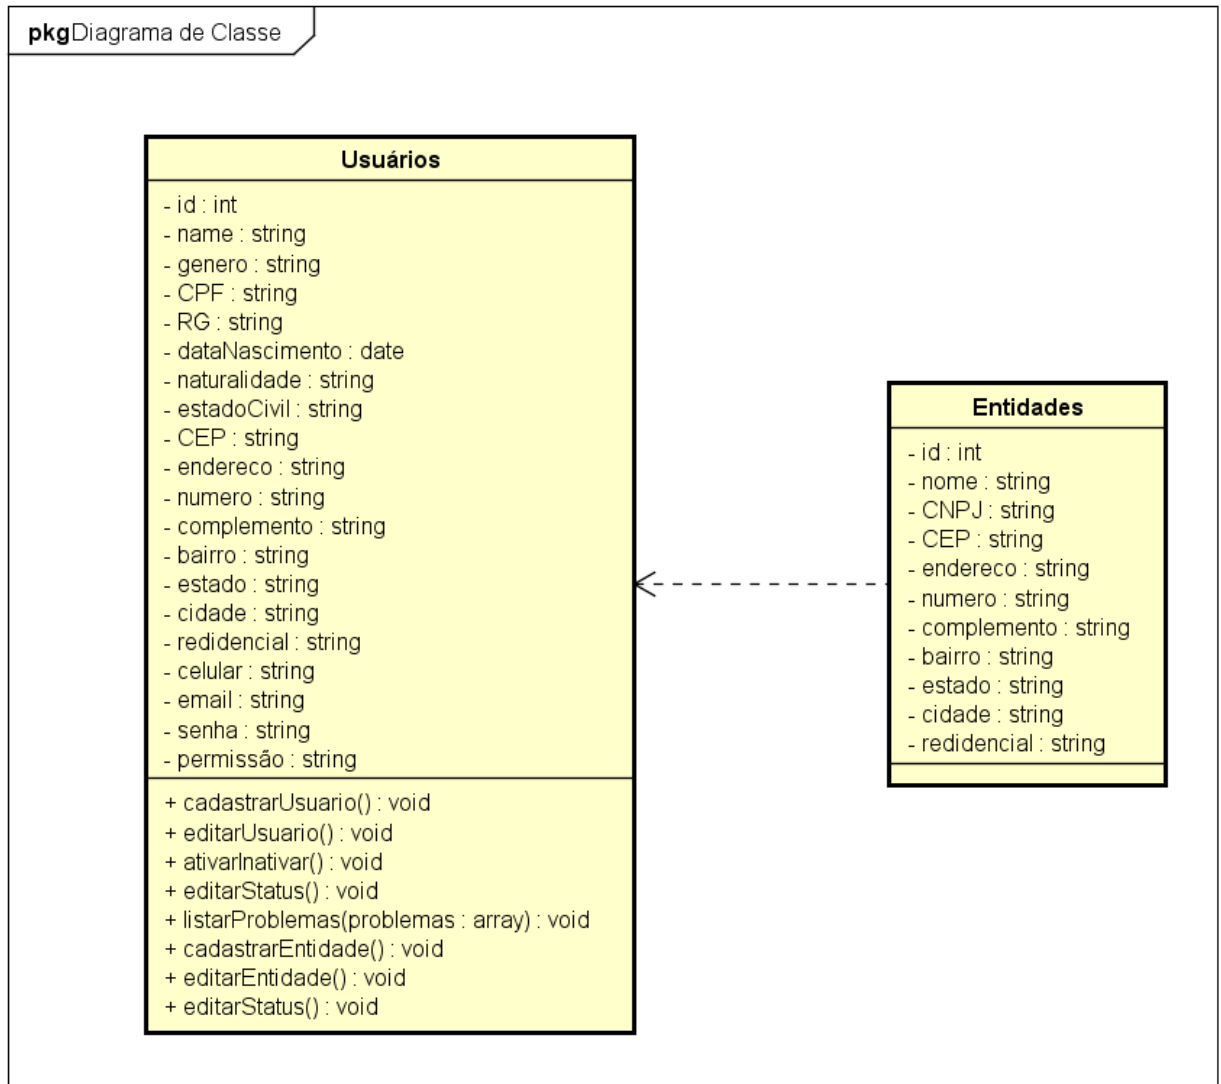 pkgDiagrama de Classe
Usuários
- id : int
- name : string
- genero : string
- CPF : string
- RG : string
- dataNascimento : date
- naturalidade : string
- estadoCivil : string
- CEP : string
- endereco : string
- numero : string
- complemento : string
- bairro : string
- estado : string
- cidade : string
- redidencial : string
- celular : string
- email : string
- senha : string
- permissão : string
+ cadastrarUsuario() : void
+ editarUsuario() : void
+ ativarInativar() : void
+ editarStatus() : void
+ listarProblemas(problemas : array) : void
+ cadastrarEntidade() : void
+ editarEntidade() : void
+ editarStatus() : void
Entidades
- id : int
- nome : string
- CNPJ : string
- CEP : string
- endereco : string
- numero : string
- complemento : string
- bairro : string
- estado : string
- cidade : string
- redidencial : string